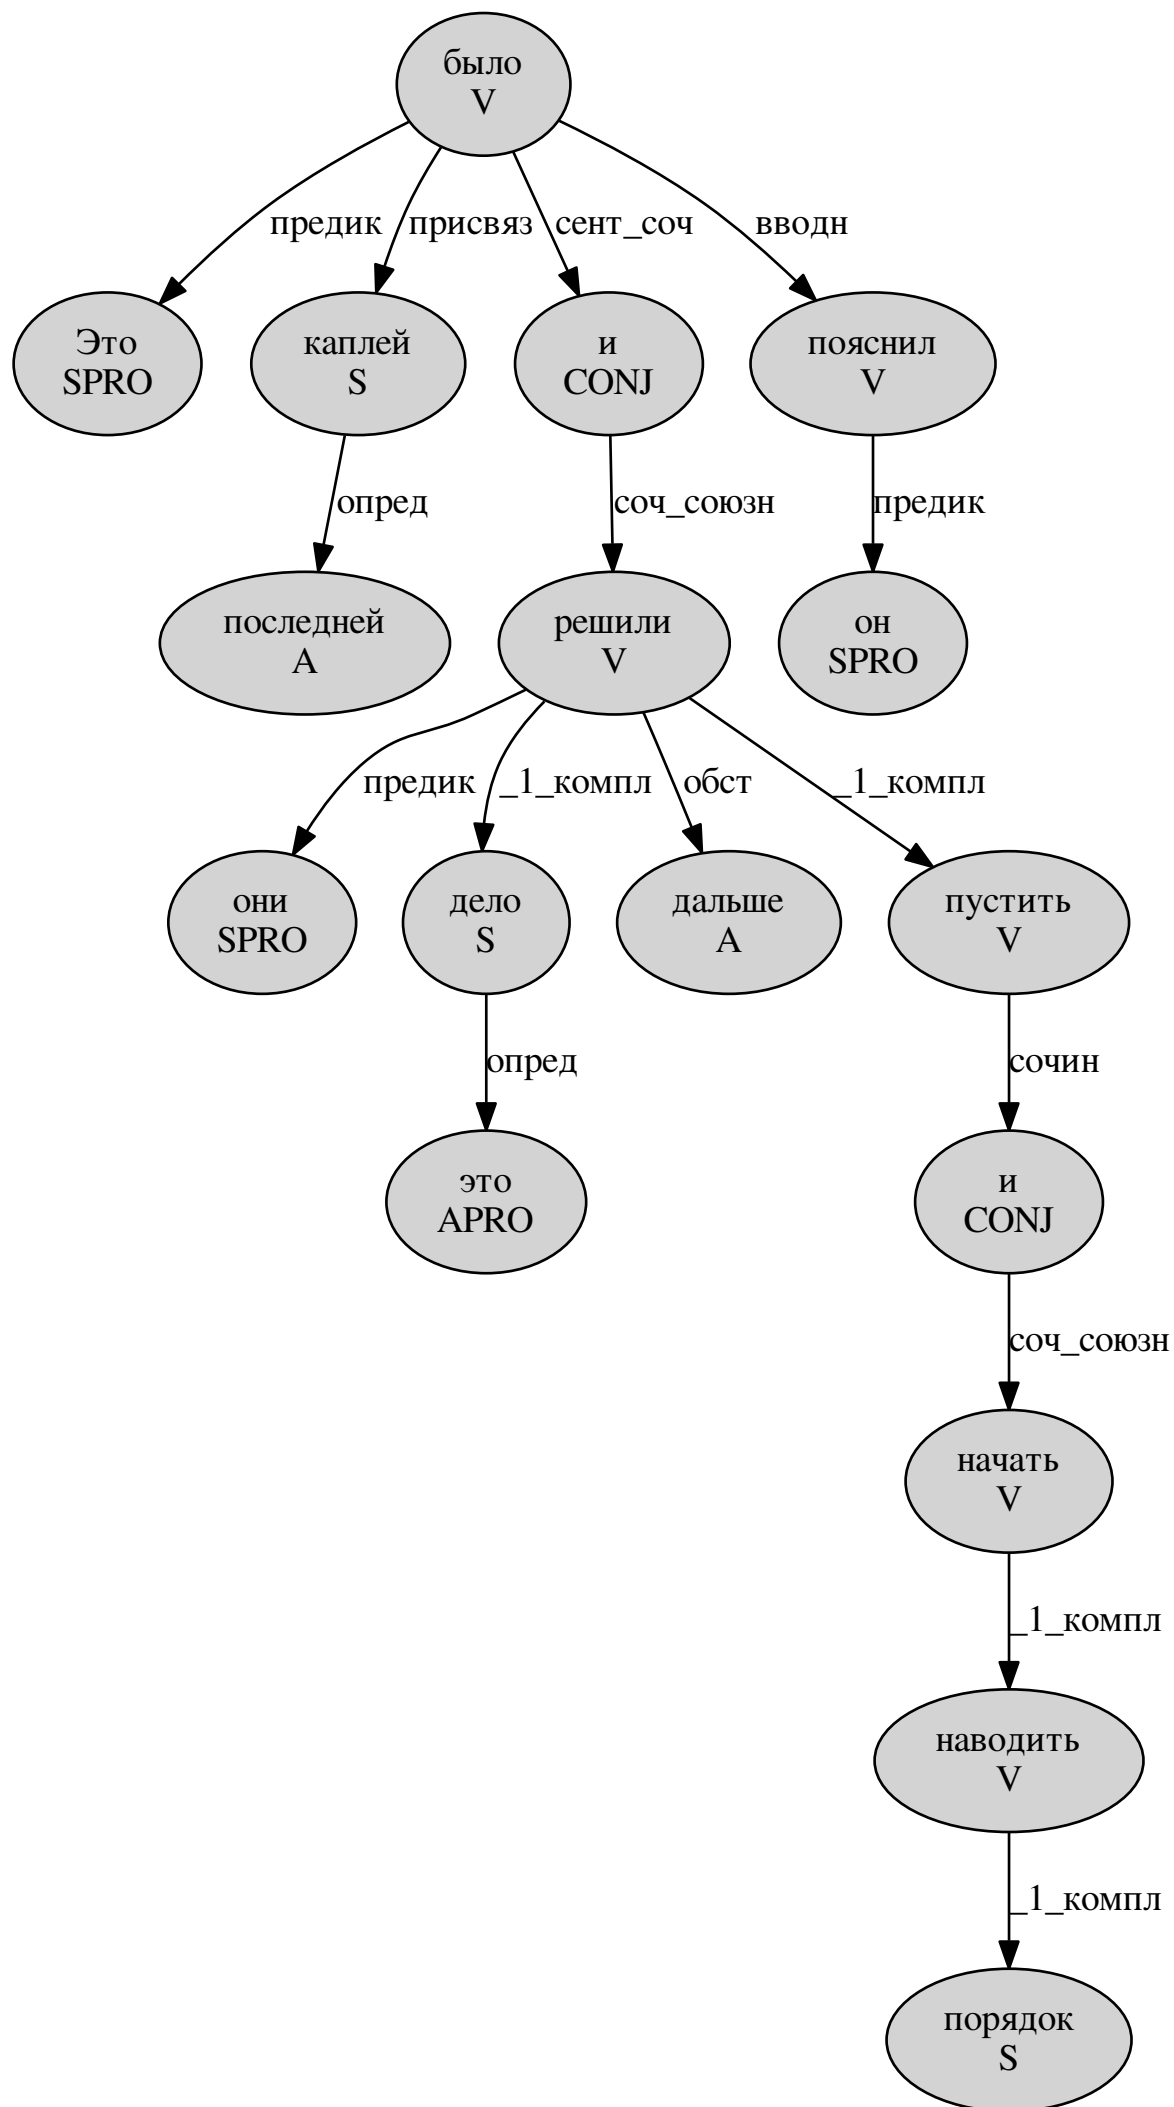 было
V
предик
присвяз
сент_соч
вводн
Это
SPRO
каплей
S
и
CONJ
пояснил
V
опред
соч_союзн
предик
последней
A
решили
V
он
SPRO
предик
_1_компл
обст
_1_компл
они
SPRO
дело
S
дальше
A
пустить
V
опред
сочин
это
APRO
и
CONJ
соч_союзн
начать
V
_1_компл
наводить
V
_1_компл
порядок
S